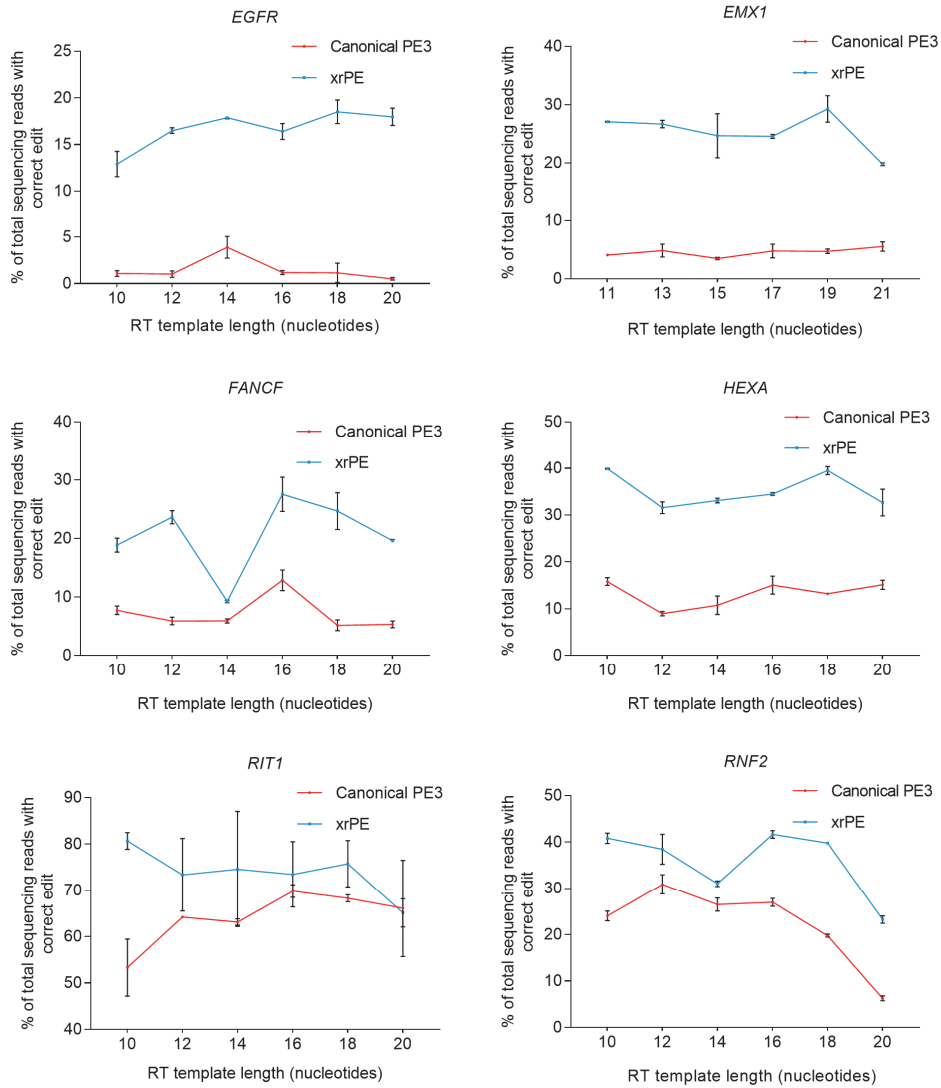 EGFR
Canonical PE3
xrPE
25
20
15
10
5
0
% of total sequencing reads with
correct edit
10 12 14 16 18 20
RT template length (nucleotides)
EMX1
Canonical PE3
xrPE
40
30
20
10
0
% of total sequencing reads with
correct edit
11 13 15 17 19 21
RT template length (nucleotides)
FANCF
Canonical PE3
xrPE
40
30
20
10
0
% of total sequencing reads with
correct edit
10 12 14 16 18 20
RT template length (nucleotides)
HEXA
Canonical PE3
xrPE
50
40
30
20
10
0
% of total sequencing reads with
correct edit
10 12 14 16 18 20
RT template length (nucleotides)
RIT1
Canonical PE3
xrPE
90
80
70
60
50
40
% of total sequencing reads with
correct edit
10 12 14 16 18 20
RT template length (nucleotides)
RNF2
Canonical PE3
xrPE
50
40
30
20
10
0
% of total sequencing reads with
correct edit
10 12 14 16 18 20
RT template length (nucleotides)